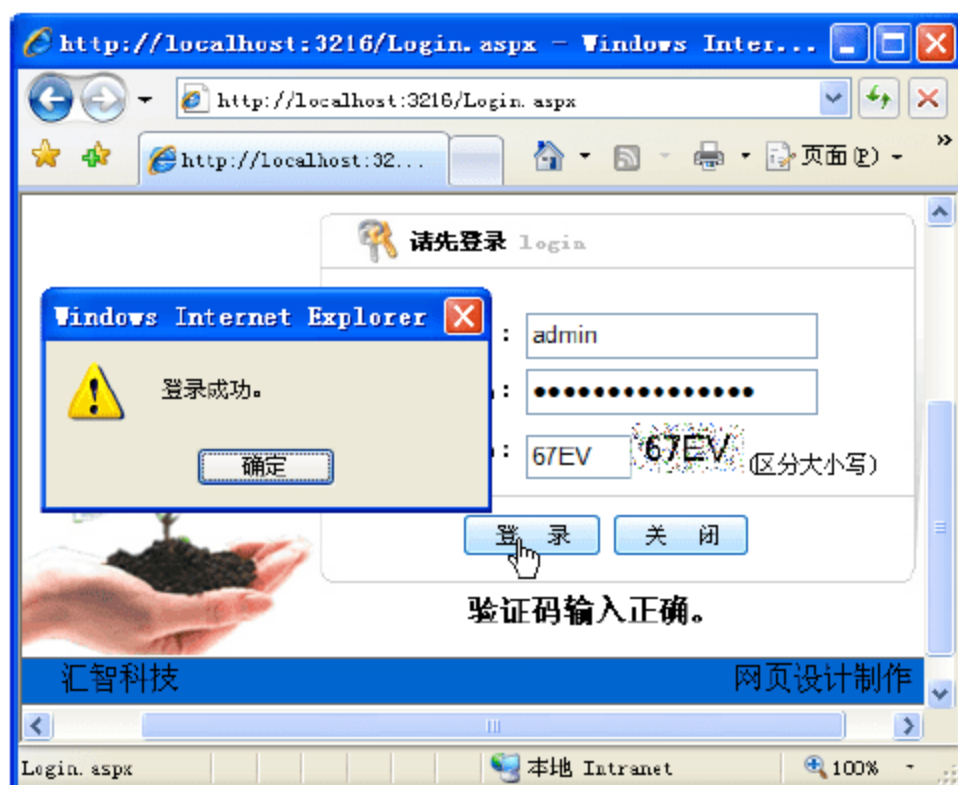 http://localhost:3216/Login.aspx - Windows Inter...
http://localhost:3216/Login.aspx
http://localhost:32...
页面(P)
»
请先登录 login
Windows Internet Explorer
登录成功。
确定
: admin
: ●●●●●●●●●●●●●●●
: 67EV 67EV (区分大小写)
登 录 关 闭
验证码输入正确。
汇智科技 网页设计制作
Login.aspx 本地 Intranet 100%